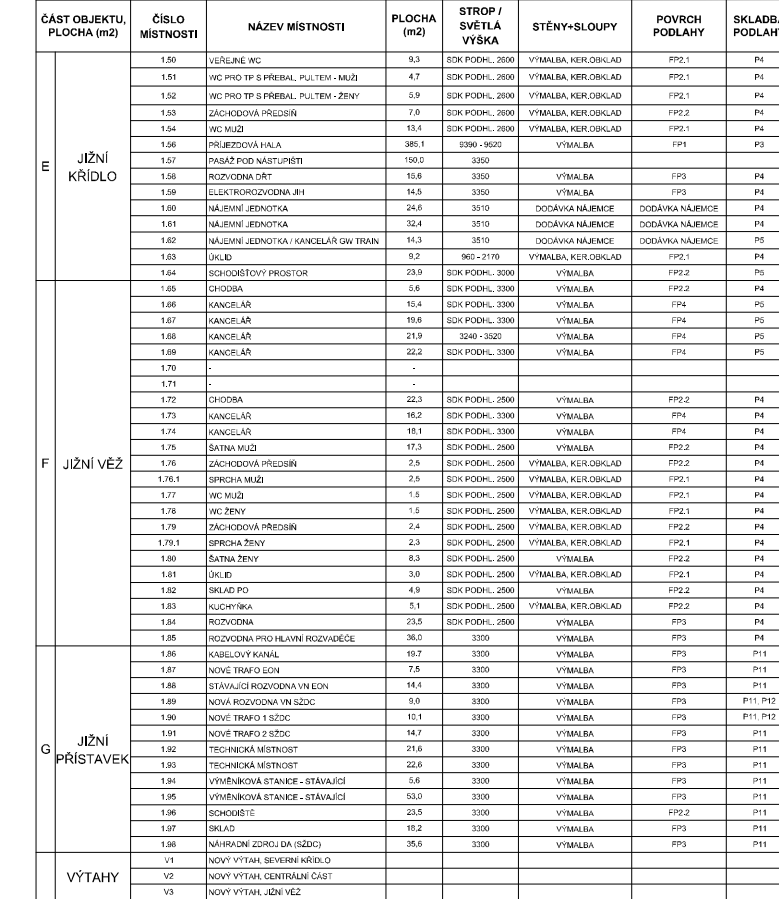 ČÁST OBJEKTU, PLOCHA (m2) | ČÍSLO MÍSTNOSTI | NÁZEV MÍSTNOSTI | PLOCHA (m2) | STROP / SVĚTLÁ VÝŠKA | STĚNY+SLOUPY | POVRCH PODLAHY | SKLADBA PODLAHY
E JIŽNÍ KŘÍDLO
1.50 VEŘEJNÉ WC 9,3 SDK PODHL. 2600 VÝMALBA, KER.OBKLAD FP2.1 P4
1.51 WC PRO TP S PŘEBAL. PULTEM - MUŽI 4,7 SDK PODHL. 2600 VÝMALBA, KER.OBKLAD FP2.1 P4
1.52 WC PRO TP S PŘEBAL. PULTEM - ŽENY 5,9 SDK PODHL. 2600 VÝMALBA, KER.OBKLAD FP2.1 P4
1.53 ZÁCHODOVÁ PŘEDSÍŇ 7,0 SDK PODHL. 2600 VÝMALBA, KER.OBKLAD FP2.2 P4
1.54 WC MUŽI 13,4 SDK PODHL. 2600 VÝMALBA, KER.OBKLAD FP2.1 P4
1.56 PŘÍJEZDOVÁ HALA 385,1 9390 - 9520 VÝMALBA FP1 P3
1.57 PASÁŽ POD NÁSTUPIŠTI 150,0 3350
1.58 ROZVODNA DŘT 15,6 3350 VÝMALBA FP3 P4
1.59 ELEKTROROZVODNA JIH 14,5 3350 VÝMALBA FP3 P4
1.60 NÁJEMNÍ JEDNOTKA 24,6 3510 DODÁVKA NÁJEMCE DODÁVKA NÁJEMCE P4
1.61 NÁJEMNÍ JEDNOTKA 32,4 3510 DODÁVKA NÁJEMCE DODÁVKA NÁJEMCE P4
1.62 NÁJEMNÍ JEDNOTKA / KANCELÁŘ GW TRAIN 14,3 3510 DODÁVKA NÁJEMCE DODÁVKA NÁJEMCE P5
1.63 ÚKLID 9,2 960 - 2170 VÝMALBA, KER.OBKLAD FP2.1 P4
1.64 SCHODIŠŤOVÝ PROSTOR 23,9 SDK PODHL. 3000 VÝMALBA FP2.2 P5
F JIŽNÍ VĚŽ
1.65 CHODBA 5,6 SDK PODHL. 3300 VÝMALBA FP2.2 P4
1.66 KANCELÁŘ 15,4 SDK PODHL. 3300 VÝMALBA FP4 P5
1.67 KANCELÁŘ 19,6 SDK PODHL. 3300 VÝMALBA FP4 P5
1.68 KANCELÁŘ 21,9 3240 - 3520 VÝMALBA FP4 P5
1.69 KANCELÁŘ 22,2 SDK PODHL. 3300 VÝMALBA FP4 P5
1.70 - -
1.71 - -
1.72 CHODBA 22,3 SDK PODHL. 2500 VÝMALBA FP2.2 P4
1.73 KANCELÁŘ 16,2 SDK PODHL. 3300 VÝMALBA FP4 P4
1.74 KANCELÁŘ 18,1 SDK PODHL. 3300 VÝMALBA FP4 P4
1.75 ŠATNA MUŽI 17,3 SDK PODHL. 2500 VÝMALBA FP2.2 P4
1.76 ZÁCHODOVÁ PŘEDSÍŇ 2,5 SDK PODHL. 2500 VÝMALBA, KER.OBKLAD FP2.2 P4
1.76.1 SPRCHA MUŽI 2,5 SDK PODHL. 2500 VÝMALBA, KER.OBKLAD FP2.1 P4
1.77 WC MUŽI 1,5 SDK PODHL. 2500 VÝMALBA, KER.OBKLAD FP2.1 P4
1.78 WC ŽENY 1,5 SDK PODHL. 2500 VÝMALBA, KER.OBKLAD FP2.1 P4
1.79 ZÁCHODOVÁ PŘEDSÍŇ 2,4 SDK PODHL. 2500 VÝMALBA, KER.OBKLAD FP2.2 P4
1.79.1 SPRCHA ŽENY 2,3 SDK PODHL. 2500 VÝMALBA, KER.OBKLAD FP2.1 P4
1.80 ŠATNA ŽENY 8,3 SDK PODHL. 2500 VÝMALBA FP2.2 P4
1.81 ÚKLID 3,0 SDK PODHL. 2500 VÝMALBA, KER.OBKLAD FP2.1 P4
1.82 SKLAD PO 4,9 SDK PODHL. 2500 VÝMALBA FP2.2 P4
1.83 KUCHYŇKA 5,1 SDK PODHL. 2500 VÝMALBA, KER.OBKLAD FP2.2 P4
1.84 ROZVODNA 23,5 SDK PODHL. 2500 VÝMALBA FP3 P4
1.85 ROZVODNA PRO HLAVNÍ ROZVADĚČE 36,0 3300 VÝMALBA FP3 P4
G JIŽNÍ PŘÍSTAVEK
1.86 KABELOVÝ KANÁL 19.7 3300 VÝMALBA FP3 P11
1.87 NOVÉ TRAFO EON 7,5 3300 VÝMALBA FP3 P11
1.88 STÁVAJÍCÍ ROZVODNA VN EON 14,4 3300 VÝMALBA FP3 P11
1.89 NOVÁ ROZVODNA VN SŽDC 9,0 3300 VÝMALBA FP3 P11, P12
1.90 NOVÉ TRAFO 1 SŽDC 10,1 3300 VÝMALBA FP3 P11, P12
1.91 NOVÉ TRAFO 2 SŽDC 14,7 3300 VÝMALBA FP3 P11
1.92 TECHNICKÁ MÍSTNOST 21,6 3300 VÝMALBA FP3 P11
1.93 TECHNICKÁ MÍSTNOST 22,6 3300 VÝMALBA FP3 P11
1.94 VÝMĚNÍKOVÁ STANICE - STÁVAJÍCÍ 5,6 3300 VÝMALBA FP3 P11
1.95 VÝMĚNÍKOVÁ STANICE - STÁVAJÍCÍ 53,0 3300 VÝMALBA FP3 P11
1.96 SCHODIŠTĚ 23,5 3300 VÝMALBA FP2.2 P11
1.97 SKLAD 18,2 3300 VÝMALBA FP3 P11
1.98 NÁHRADNÍ ZDROJ DA (SŽDC) 35,6 3300 VÝMALBA FP3 P11
VÝTAHY
V1 NOVÝ VÝTAH, SEVERNÍ KŘÍDLO
V2 NOVÝ VÝTAH, CENTRÁLNÍ ČÁST
V3 NOVÝ VÝTAH, JIŽNÍ VĚŽ